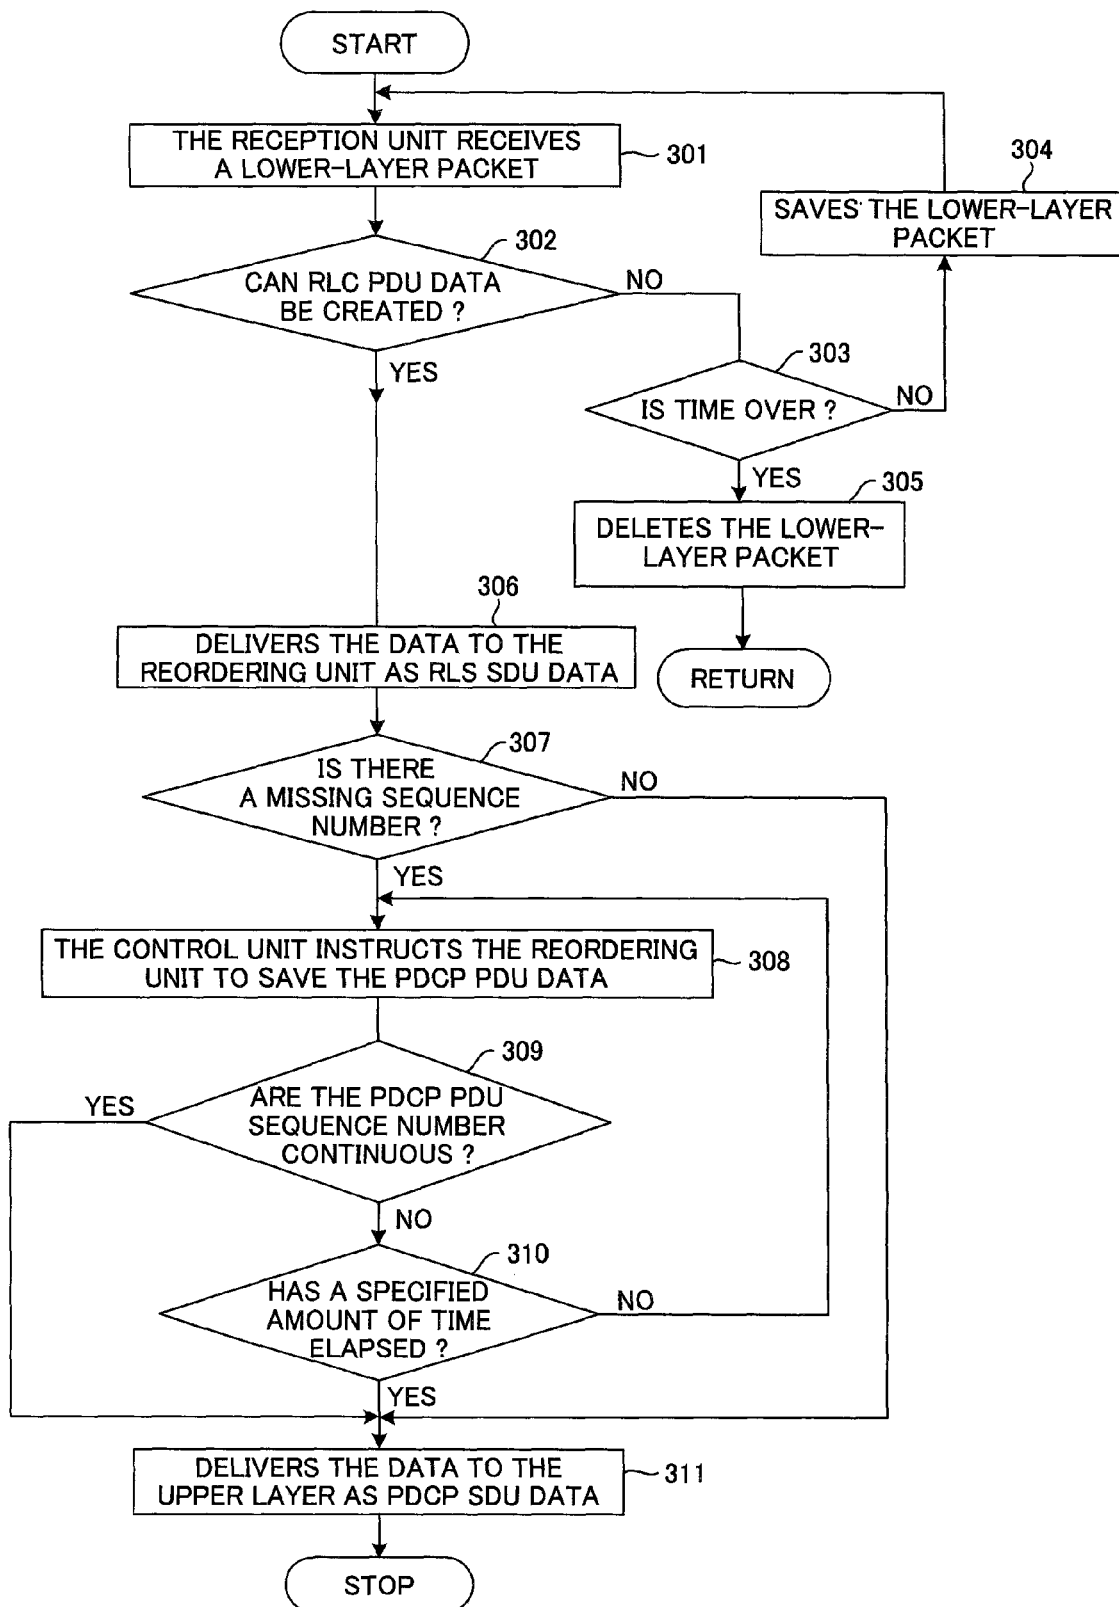 START
THE RECEPTION UNIT RECEIVES
A LOWER-LAYER PACKET
301
304
SAVES THE LOWER-LAYER
PACKET
302
CAN RLC PDU DATA
BE CREATED ?
NO
YES
303
IS TIME OVER ?
NO
YES
305
DELETES THE LOWER-
LAYER PACKET
RETURN
306
DELIVERS THE DATA TO THE
REORDERING UNIT AS RLS SDU DATA
307
IS THERE
A MISSING SEQUENCE
NUMBER ?
NO
YES
THE CONTROL UNIT INSTRUCTS THE REORDERING
UNIT TO SAVE THE PDCP PDU DATA
308
309
ARE THE PDCP PDU
SEQUENCE NUMBER
CONTINUOUS ?
YES
NO
310
HAS A SPECIFIED
AMOUNT OF TIME
ELAPSED ?
NO
YES
DELIVERS THE DATA TO THE
UPPER LAYER AS PDCP SDU DATA
311
STOP